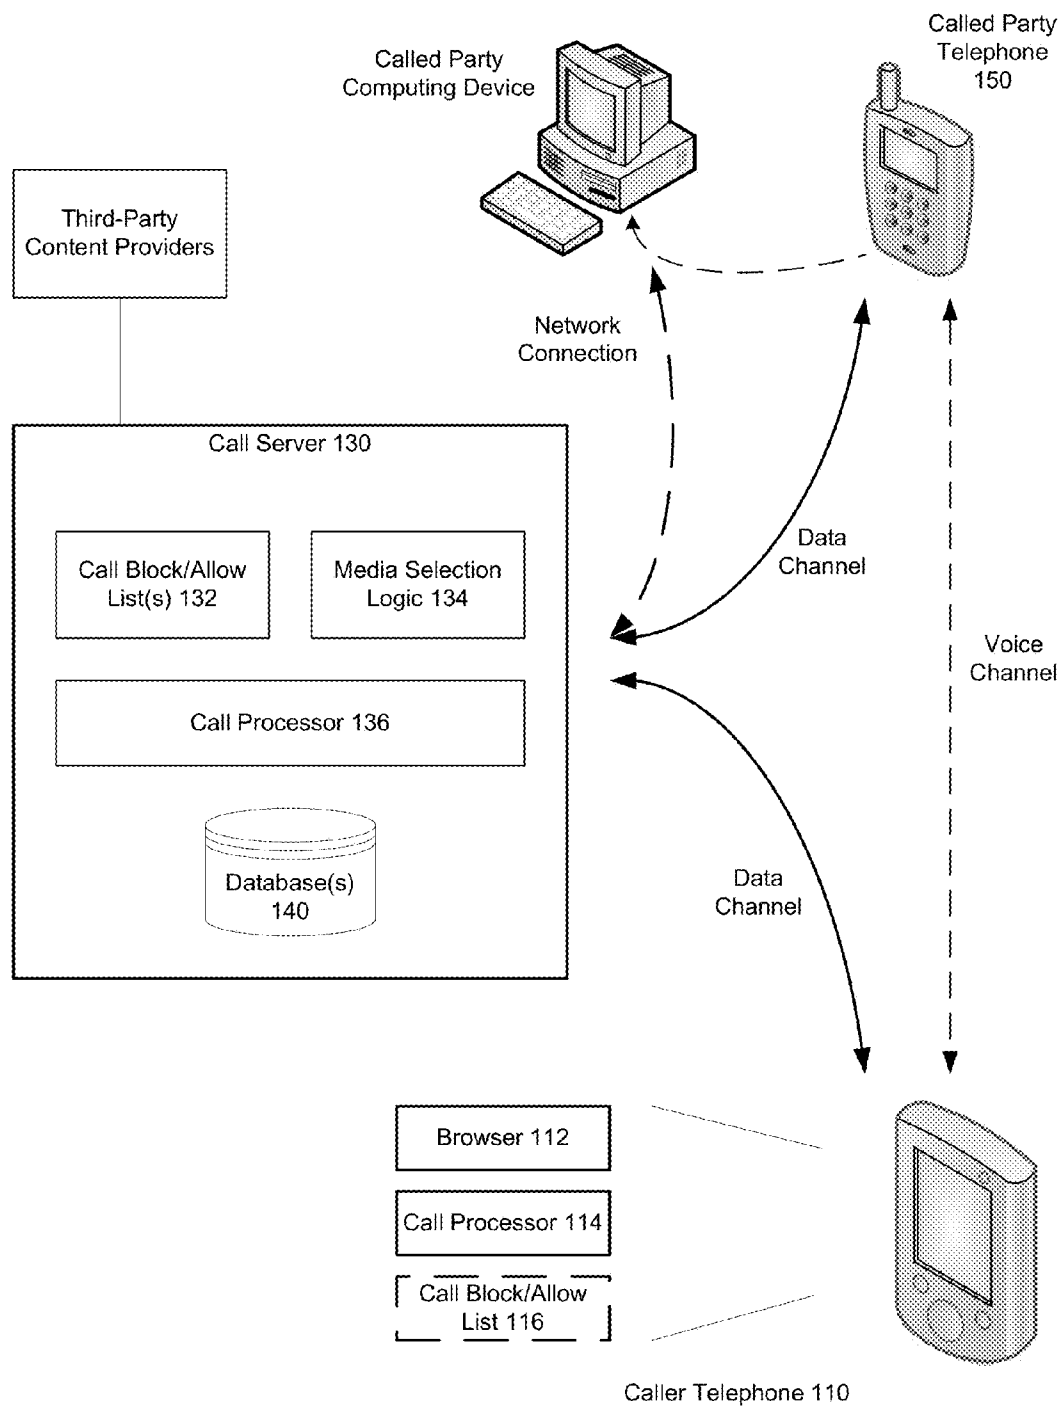 Called Party
Computing Device
Called Party
Telephone
150
Third-Party
Content Providers
Network
Connection
Call Server 130
Call Block/Allow
List(s) 132
Media Selection
Logic 134
Data
Channel
Voice
Channel
Call Processor 136
Database(s)
140
Data
Channel
Browser 112
Call Processor 114
Call Block/Allow
List 116
Caller Telephone 110